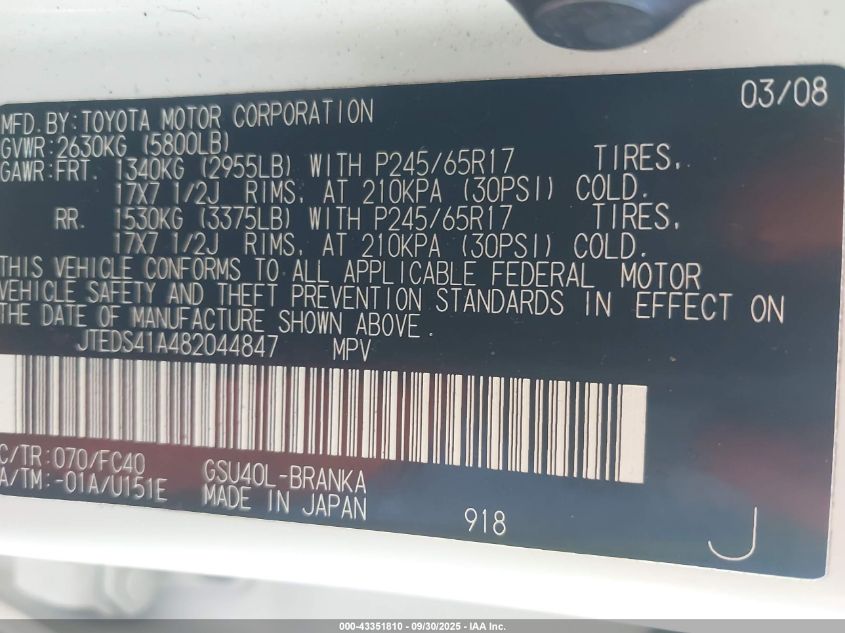 03/08
MFD.BY:TOYOTA MOTOR CORPORATION
GVWR:2630KG (5800LB)
GAWR:FRT. 1340KG (2955LB) WITH P245/65R17 TIRES,
17X7 1/2J RIMS, AT 210KPA (30PSI) COLD.
RR. 1530KG (3375LB) WITH P245/65R17 TIRES,
17X7 1/2J RIMS, AT 210KPA (30PSI) COLD.
THIS VEHICLE CONFORMS TO ALL APPLICABLE FEDERAL MOTOR
VEHICLE SAFETY AND THEFT PREVENTION STANDARDS IN EFFECT ON
THE DATE OF MANUFACTURE SHOWN ABOVE.
JTEDS41A482044847 MPV
C/TR:070/FC40 GSU40L-BRANKA
A/TM:-01A/U151E MADE IN JAPAN
918 J
000-43351810 - 09/30/2025 - IAA Inc.